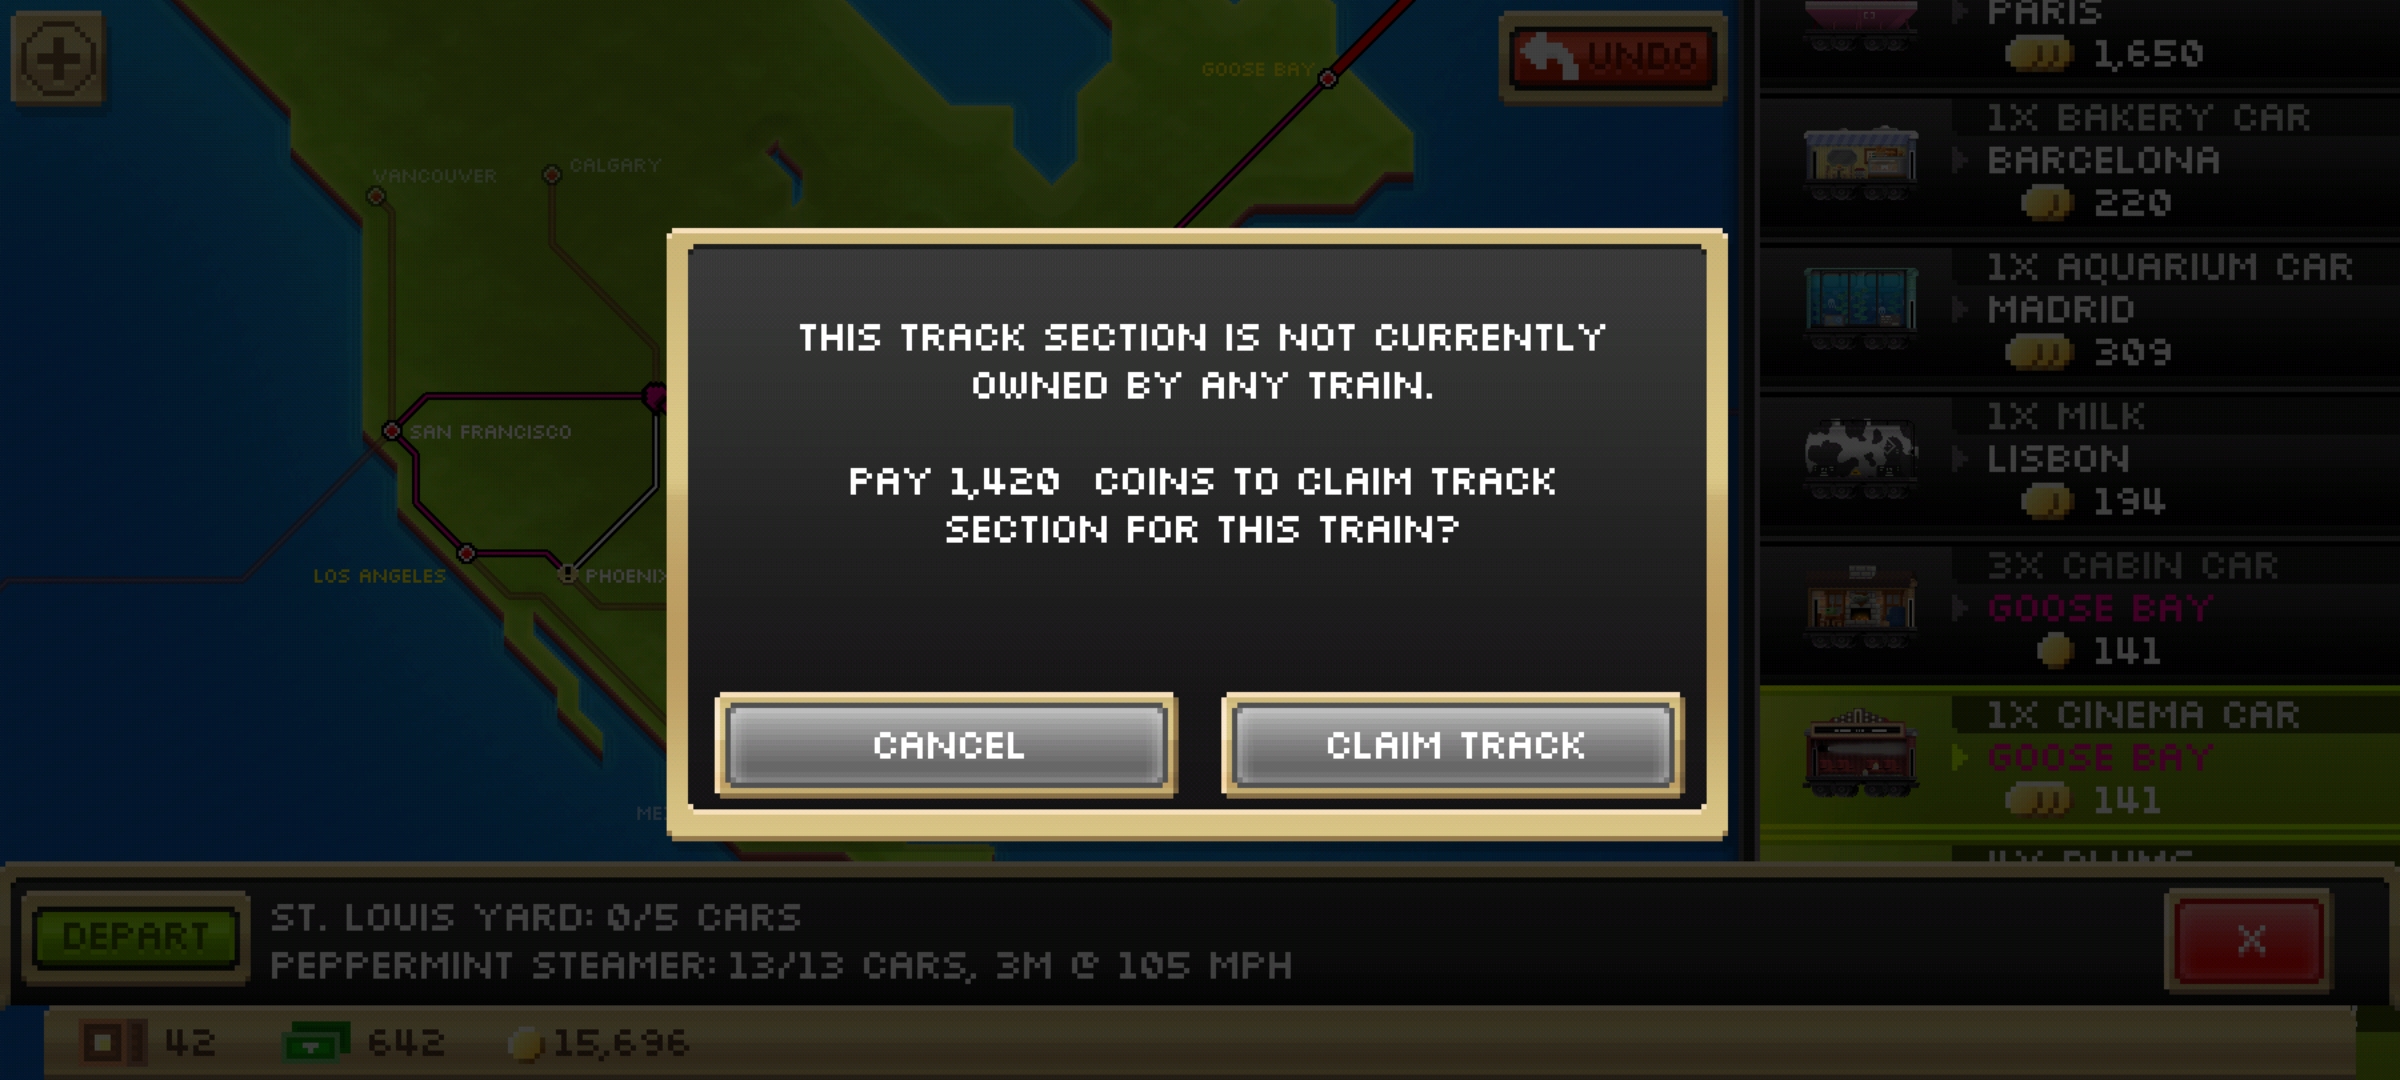 GOOSE BAY
UNDO
VANCOUVER
CALGARY
SAN FRANCISCO
LOS ANGELES
PHOENIX
THIS TRACK SECTION IS NOT CURRENTLY
OWNED BY ANY TRAIN.
PAY 1,420 COINS TO CLAIM TRACK
SECTION FOR THIS TRAIN?
CANCEL
CLAIM TRACK
PARIS
1,650
1X BAKERY CAR
BARCELONA
220
1X AQUARIUM CAR
MADRID
309
1X MILK
LISBON
194
3X CABIN CAR
GOOSE BAY
141
1X CINEMA CAR
GOOSE BAY
141
DEPART
ST. LOUIS YARD: 0/5 CARS
PEPPERMINT STEAMER: 13/13 CARS, 3M @ 105 MPH
X
42
642
15,696